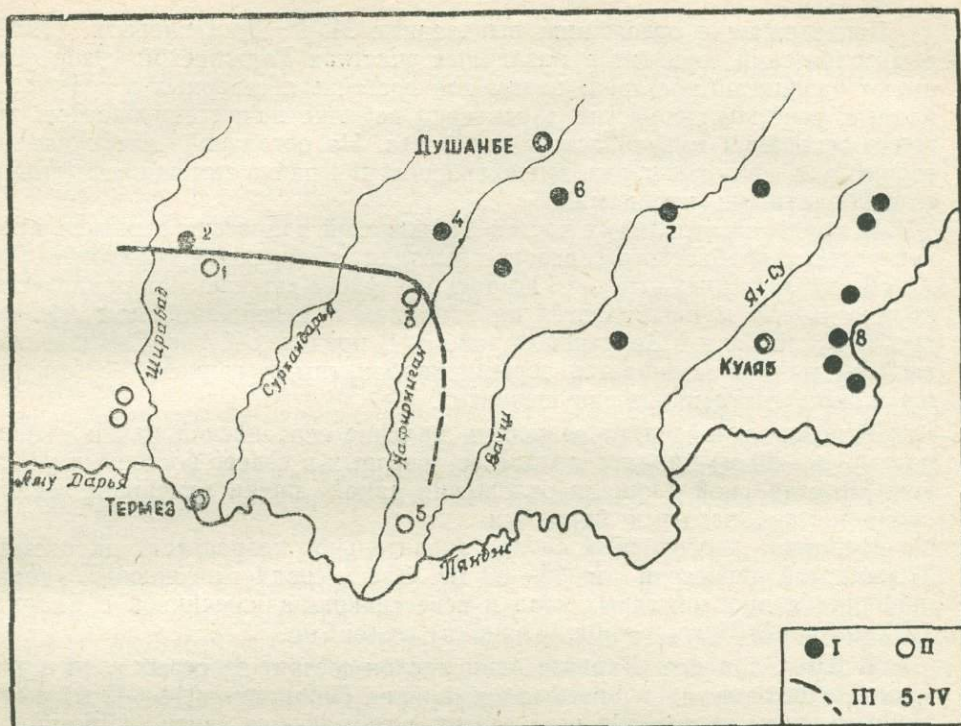 ДУШАНБЕ
6
4
7
2
1
Ширабад
Сурхандарья
3
Кафирниган
Вахш
Ях-Су
8
КУЛЯБ
Аму Дарья
ТЕРМЕЗ
5
Пяндж
I II
III 5-IV